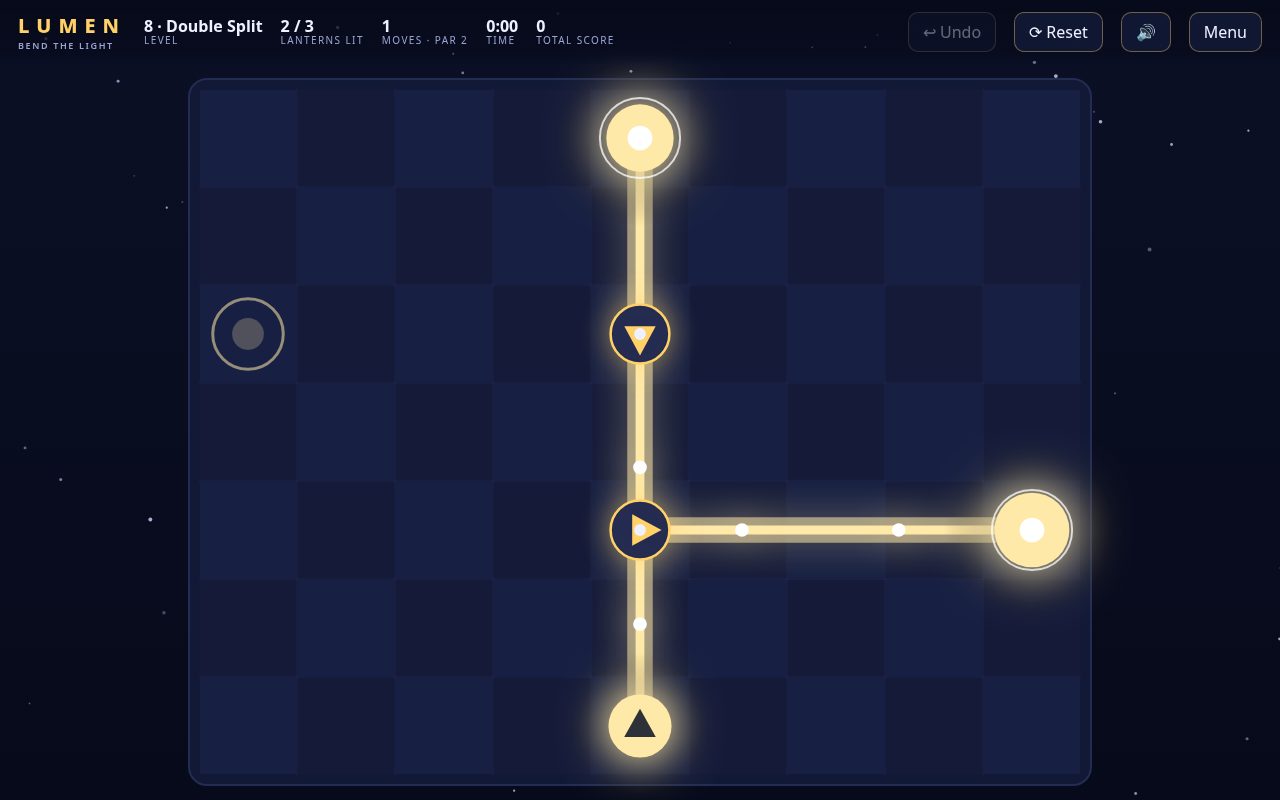 LUMEN
BEND THE LIGHT
8 · Double Split
LEVEL
2 / 3
LANTERNS LIT
1
MOVES · PAR 2
0:00
TIME
0
TOTAL SCORE
↩ Undo
⟳ Reset
🔊
Menu